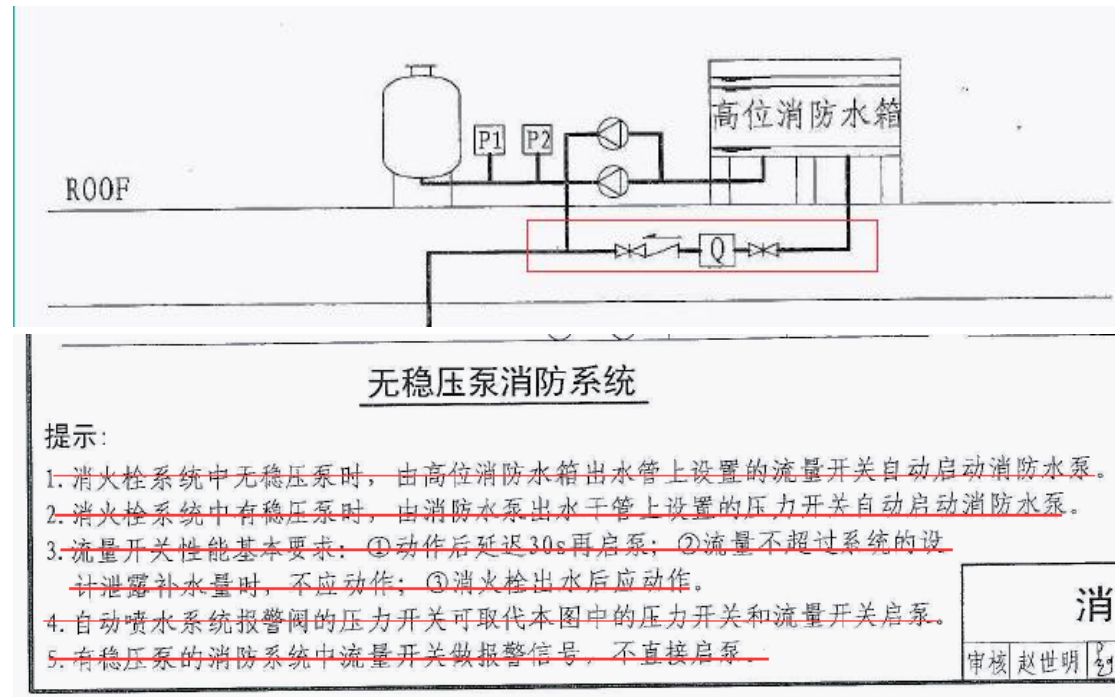 高位消防水箱
P1 P2
ROOF
Q
无稳压泵消防系统
提示:
1.消火栓系统中无稳压泵时，由高位消防水箱出水管上设置的流量开关自动启动消防水泵。
2.消火栓系统中有稳压泵时，由消防水泵出水干管上设置的压力开关自动启动消防水泵。
3.流量开关性能基本要求：①动作后延迟30s再启泵；②流量不超过系统的设
计泄露补水量时，不应动作；③消火栓出水后应动作。
4.自动喷水系统报警阀的压力开关可取代本图中的压力开关和流量开关启泵。
5.有稳压泵的消防系统中流量开关做报警信号，不直接启泵。
消
审核 赵世明